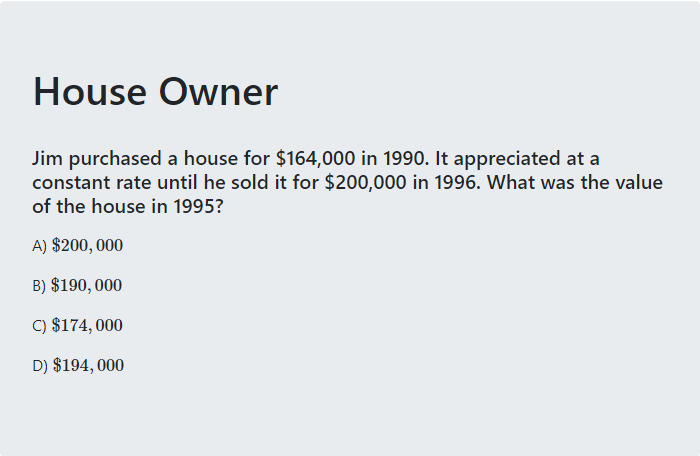 House Owner
Jim purchased a house for $164,000 in 1990. It appreciated at a
constant rate until he sold it for $200,000 in 1996. What was the value
of the house in 1995?
A) $200, 000
B) $190, 000
C) $174, 000
D) $194, 000